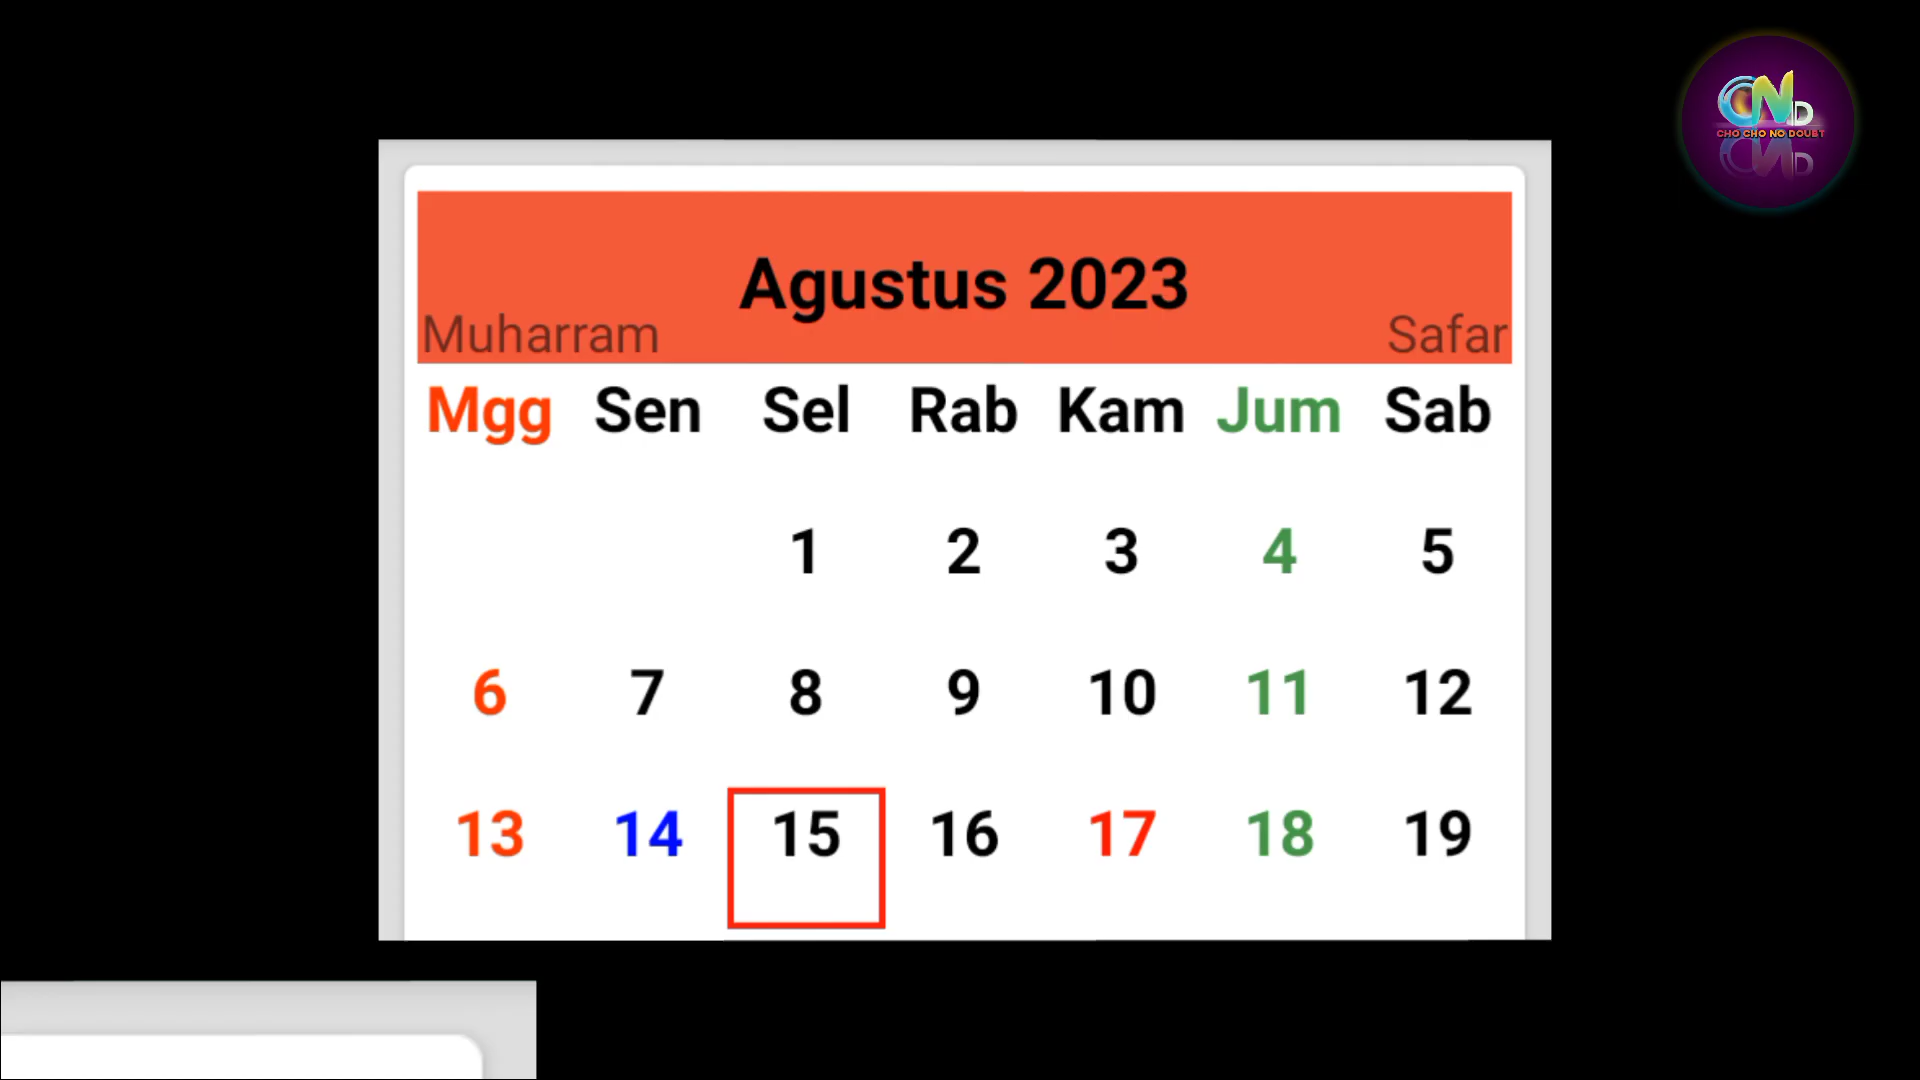 CND
CHO CHO NO DOUBT
Agustus 2023
Muharram Safar
Mgg Sen Sel Rab Kam Jum Sab
1 2 3 4 5
6 7 8 9 10 11 12
13 14 15 16 17 18 19